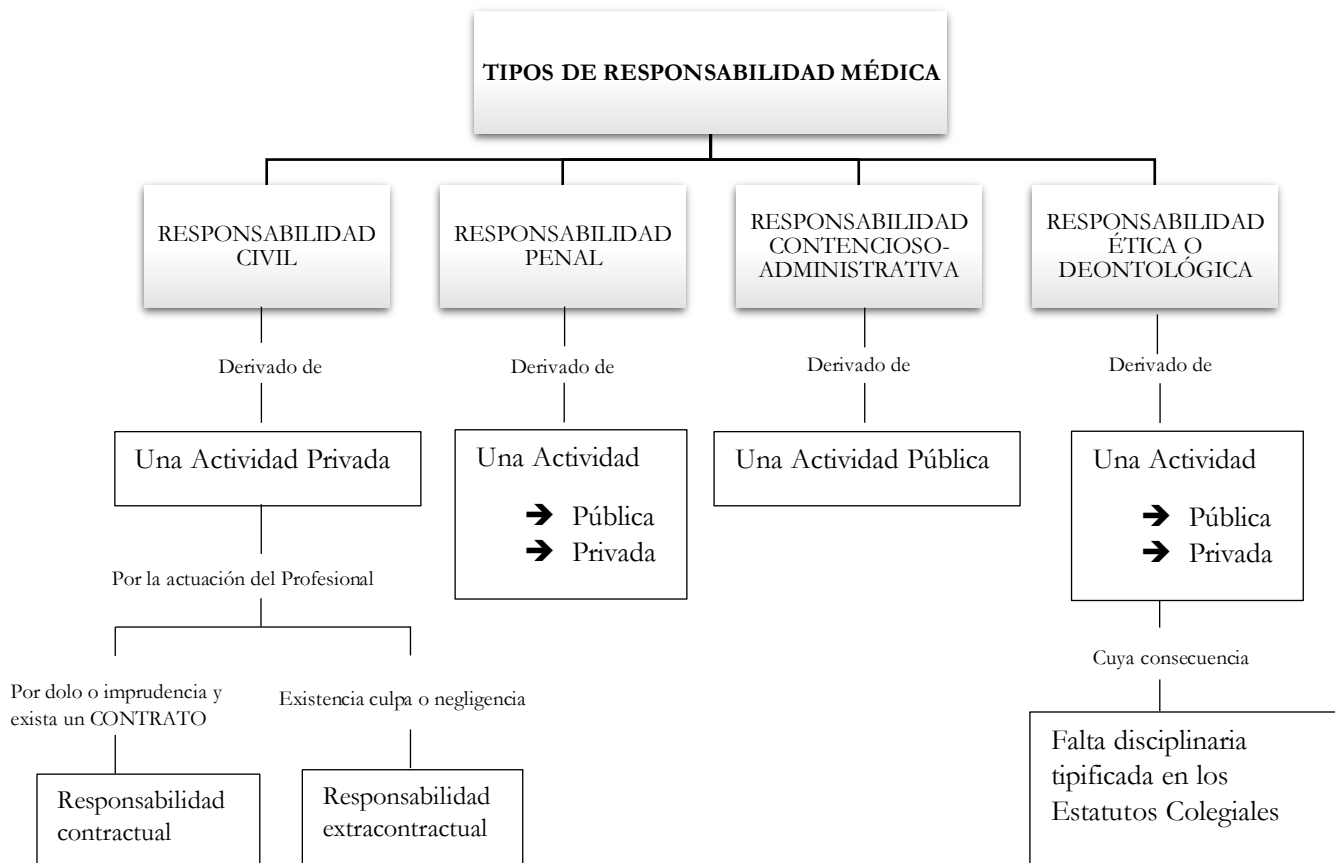 TIPOS DE RESPONSABILIDAD MÉDICA
RESPONSABILIDAD
CIVIL
RESPONSABILIDAD
PENAL
RESPONSABILIDAD
CONTENCIOSO-
ADMINISTRATIVA
RESPONSABILIDAD
ÉTICA O
DEONTOLÓGICA
Derivado de
Derivado de
Derivado de
Derivado de
Una Actividad Privada
Una Actividad
➔ Pública
➔ Privada
Una Actividad Pública
Una Actividad
➔ Pública
➔ Privada
Por la actuación del Profesional
Por dolo o imprudencia y
exista un CONTRATO
Existencia culpa o negligencia
Cuya consecuencia
Responsabilidad
contractual
Responsabilidad
extracontractual
Falta disciplinaria
tipificada en los
Estatutos Colegiales